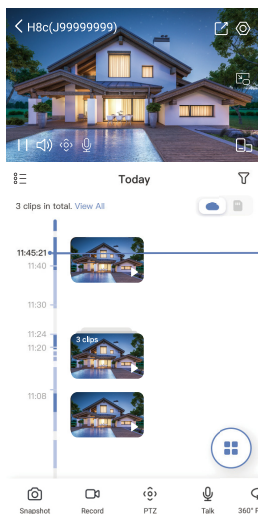 H8c(J99999999)
Today
3 clips in total. View All
11:45:21
11:40
11:30
11:24
3 clips
11:20
11:08
Snapshot
Record
PTZ
Talk
360° F